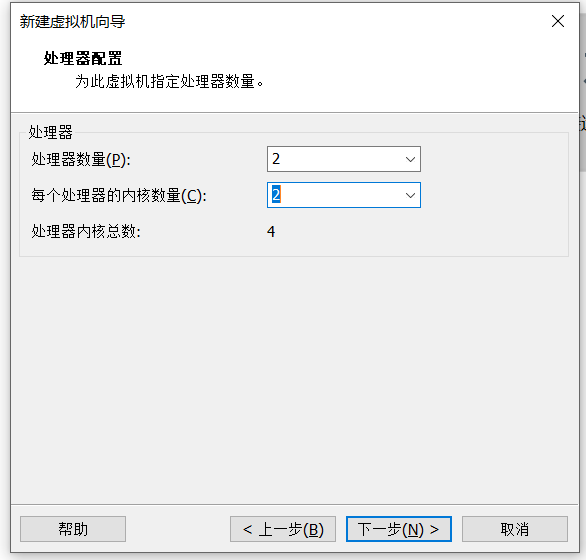 新建虚拟机向导
处理器配置
为此虚拟机指定处理器数量。
处理器
处理器数量(P): 2
每个处理器的内核数量(C): 2
处理器内核总数: 4
帮助 < 上一步(B) 下一步(N) > 取消